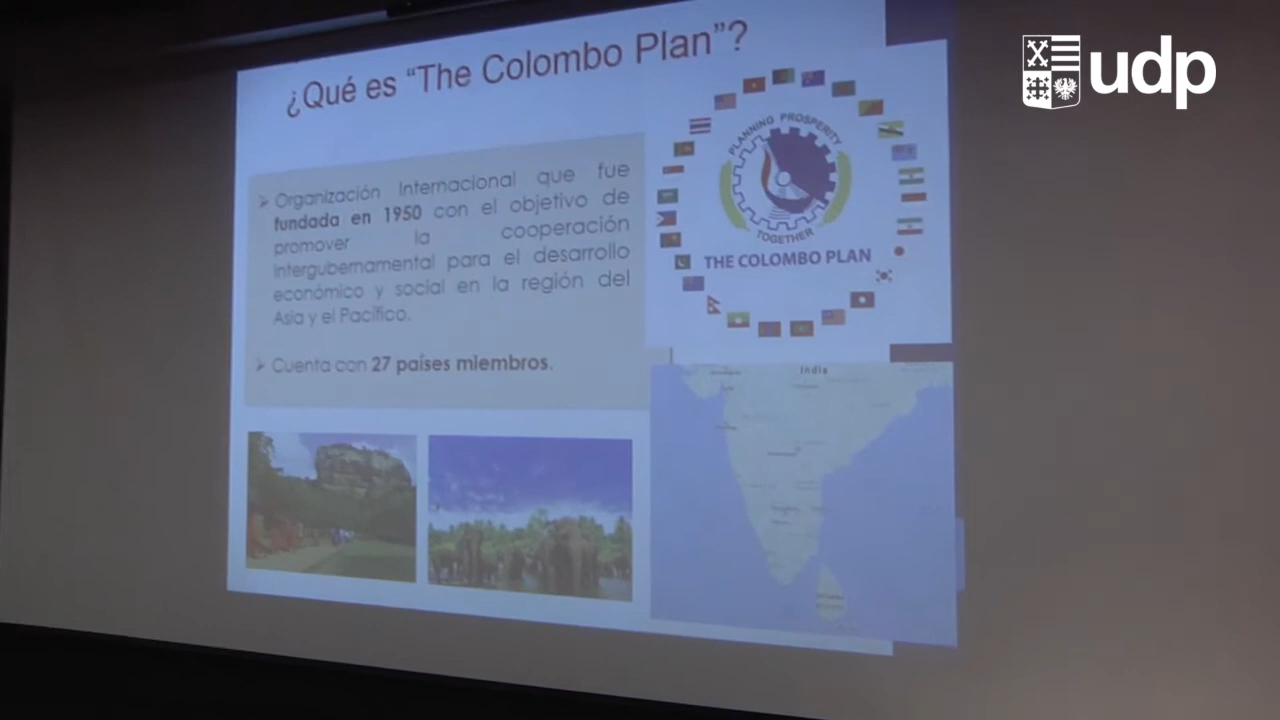 ¿Qué es “The Colombo Plan”?
udp
➢ Organización Internacional que fue
fundada en 1950 con el objetivo de
promover la cooperación
intergubernamental para el desarrollo
económico y social en la región del
Asia y el Pacífico.
➢ Cuenta con 27 países miembros.
PLANNING PROSPERITY
TOGETHER
THE COLOMBO PLAN
India